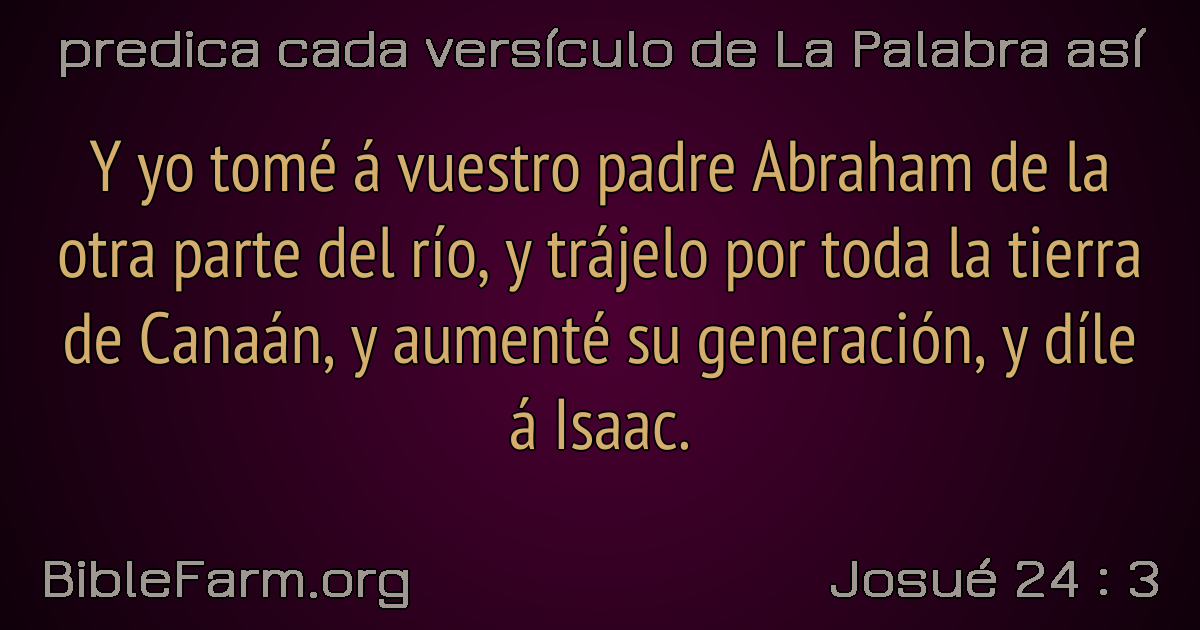 predica cada versículo de La Palabra así
Y yo tomé á vuestro padre Abraham de la
otra parte del río, y trájelo por toda la tierra
de Canaán, y aumenté su generación, y díle
á Isaac.
BibleFarm.org
Josué 24 : 3